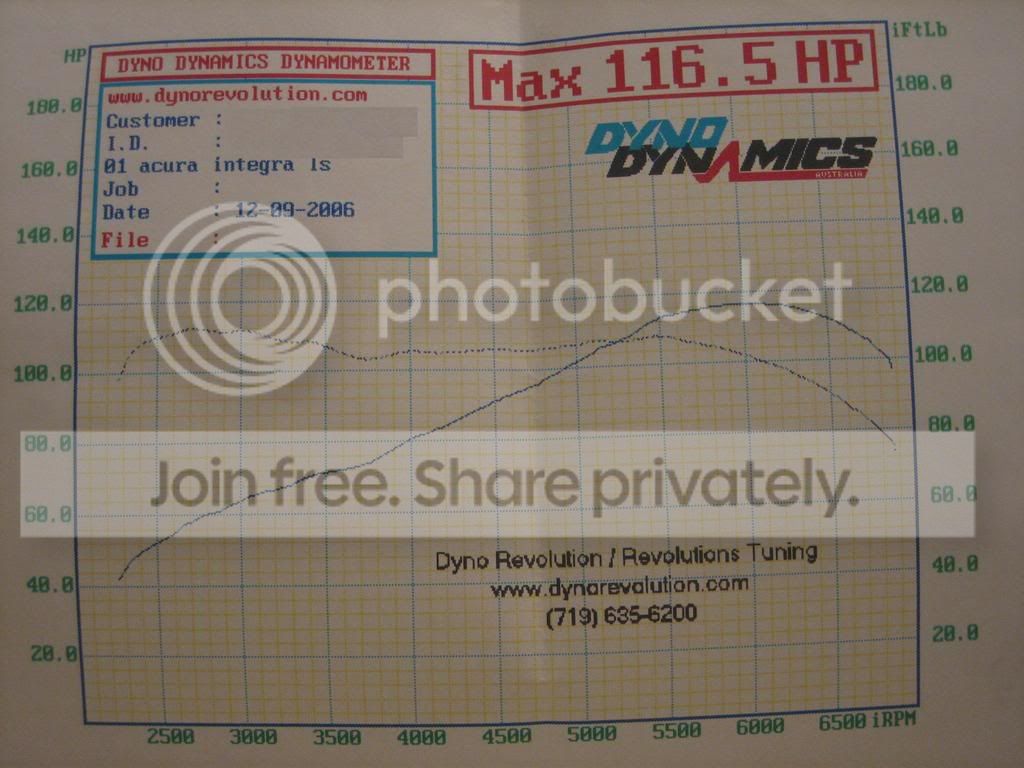 HP
iFtLb
DYNO DYNAMICS DYNAMOMETER
Max 116.5 HP
www.dynorevolution.com
Customer :
I.D. :
01 acura integra ls
Job :
Date : 12-09-2006
File :
DYNO
DYNAMICS
AUSTRALIA
180.0
160.0
140.0
120.0
100.0
80.0
60.0
40.0
20.0
180.0
160.0
140.0
120.0
100.0
80.0
60.0
40.0
20.0
photobucket
Join free. Share privately.
Dyno Revolution / Revolutions Tuning
www.dynorevolution.com
(719) 635-6200
2500 3000 3500 4000 4500 5000 5500 6000 6500 iRPM